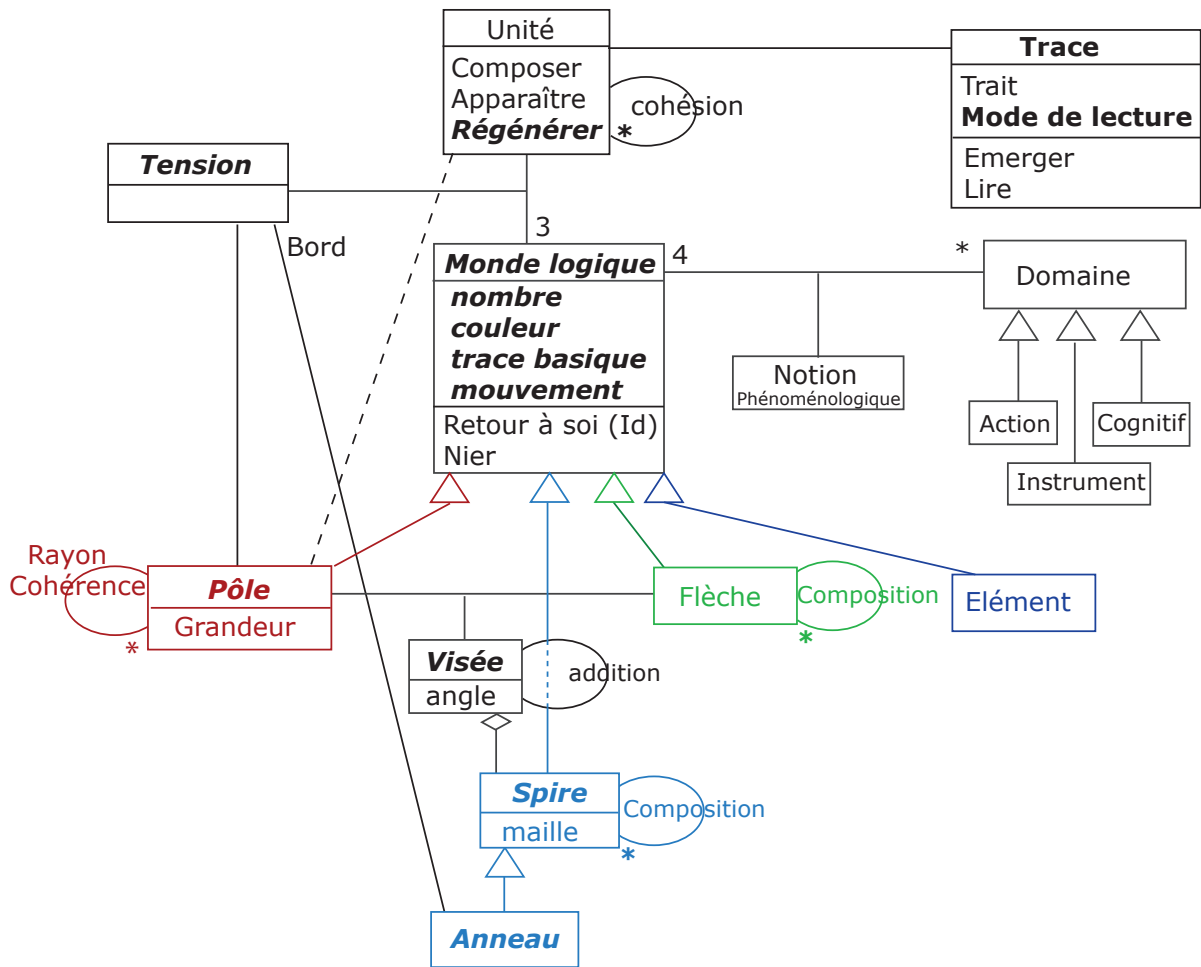 Unité
Composer
Apparaître
Régénérer
*
cohésion
Trace
Trait
Mode de lecture
Emerger
Lire
Tension
Bord
3
Monde logique
nombre
couleur
trace basique
mouvement
Retour à soi (Id)
Nier
4
*
Domaine
Notion
Phénoménologique
Action
Cognitif
Instrument
Rayon
Cohérence
*
Pôle
Grandeur
Flèche
Composition
*
Elément
Visée
angle
addition
Spire
maille
Composition
*
Anneau